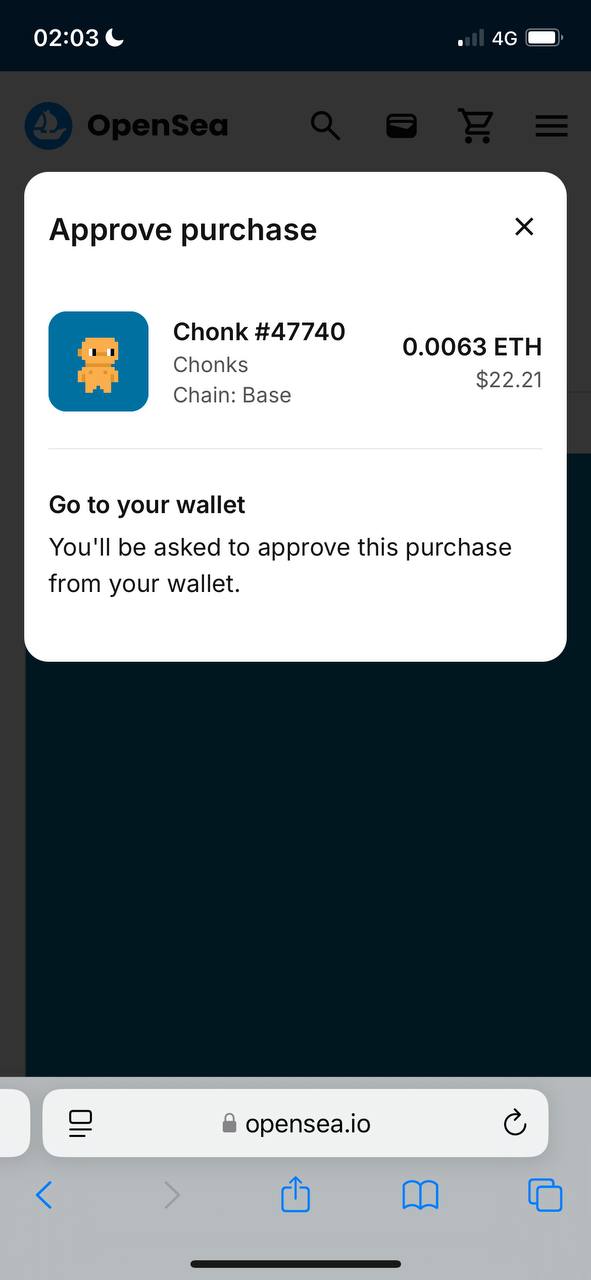 02:03
4G
OpenSea
Approve purchase
Chonk #47740
Chonks
Chain: Base
0.0063 ETH
$22.21
Go to your wallet
You'll be asked to approve this purchase
from your wallet.
opensea.io